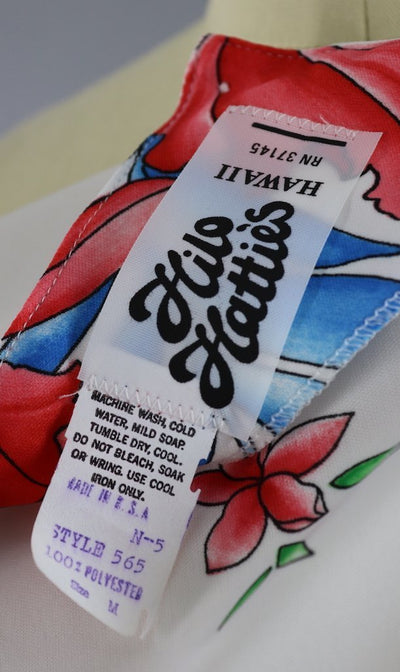 Hilo
Hattie's
HAWAII
RN 37145
MACHINE WASH, COLD
WATER, MILD SOAP.
TUMBLE DRY, COOL.
DO NOT BLEACH, SOAK
OR WRING. USE COOL
IRON ONLY.
MADE IN U.S.A
N-5
STYLE 565
100% POLYESTER
Size M